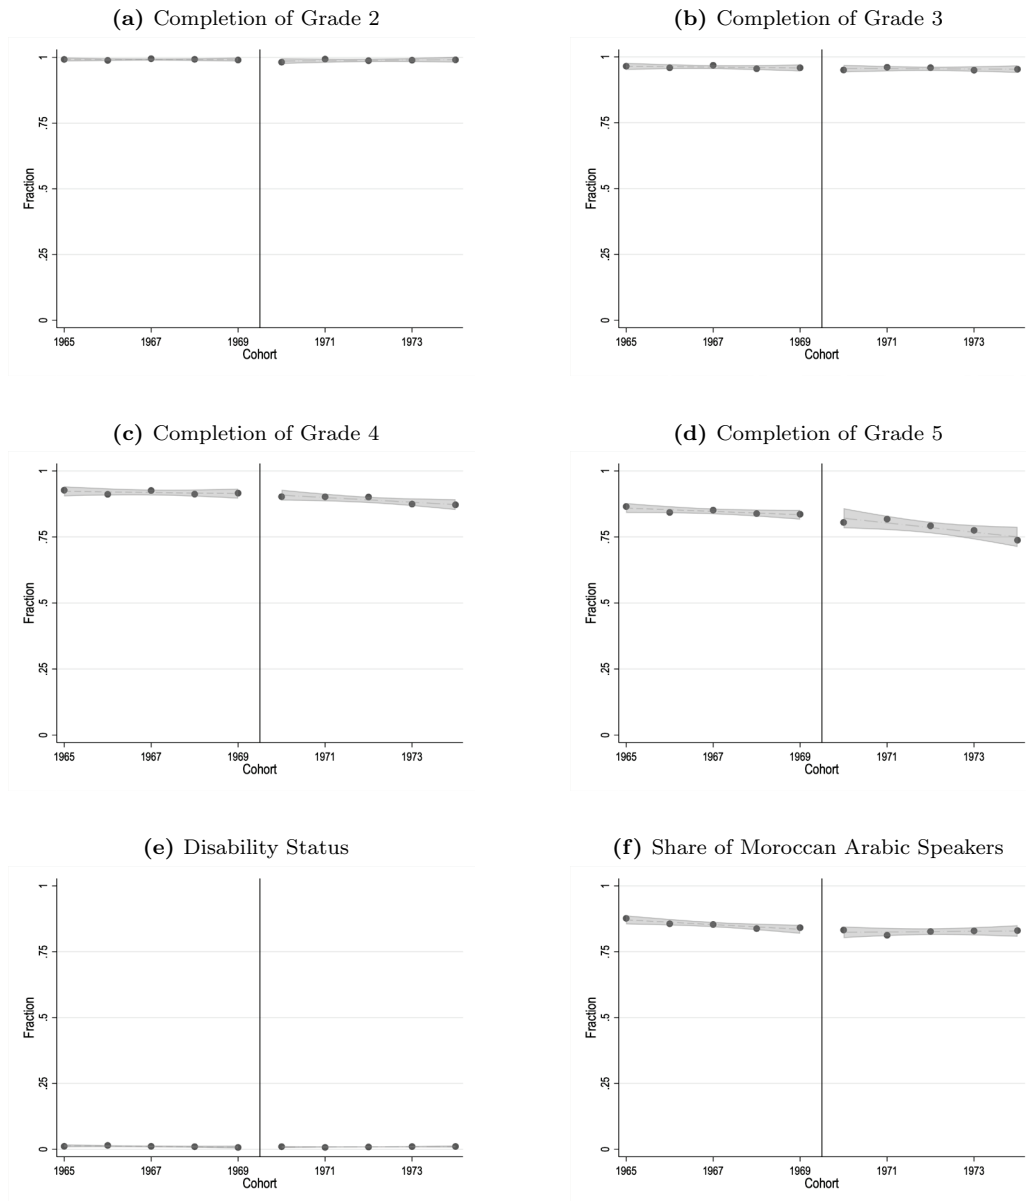 (a) Completion of Grade 2
1
.75
.5
.25
0
Fraction
1965 1967 1969 1971 1973
Cohort
(b) Completion of Grade 3
1
.75
.5
.25
0
Fraction
1965 1967 1969 1971 1973
Cohort
(c) Completion of Grade 4
1
.75
.5
.25
0
Fraction
1965 1967 1969 1971 1973
Cohort
(d) Completion of Grade 5
1
.75
.5
.25
0
Fraction
1965 1967 1969 1971 1973
Cohort
(e) Disability Status
1
.75
.5
.25
0
Fraction
1965 1967 1969 1971 1973
Cohort
(f) Share of Moroccan Arabic Speakers
1
.75
.5
.25
0
Fraction
1965 1967 1969 1971 1973
Cohort